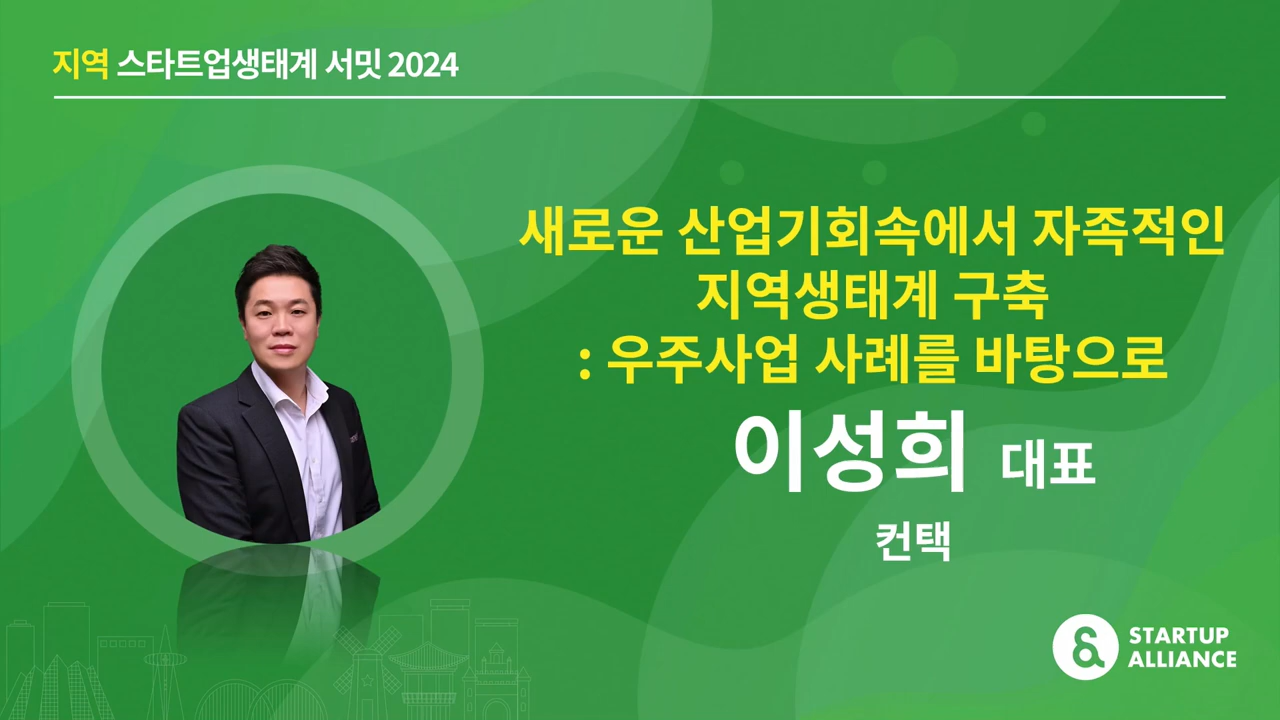 지역 스타트업생태계 서밋 2024
새로운 산업기회속에서 자족적인
지역생태계 구축
: 우주사업 사례를 바탕으로
이성희 대표
컨택
STARTUP
ALLIANCE